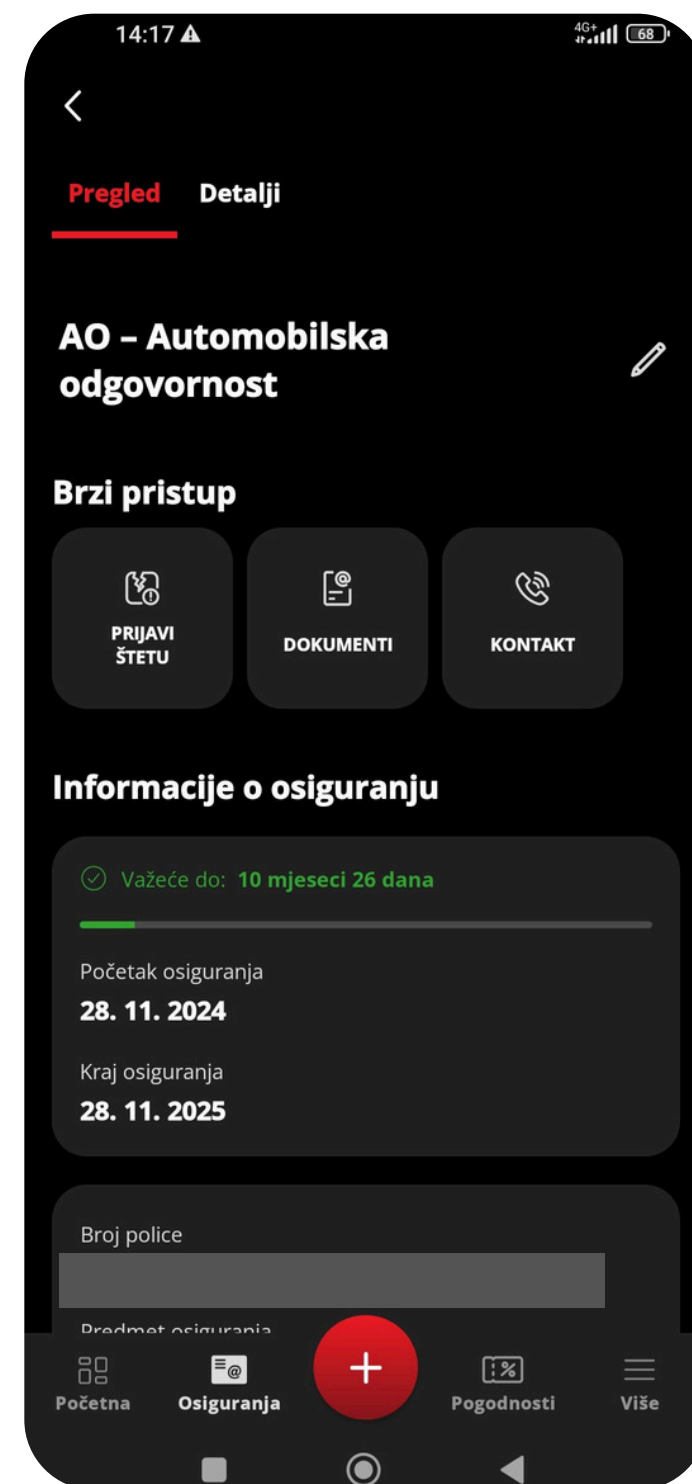 14:17
4G+ 68
Pregled Detalji
AO – Automobilska
odgovornost
Brzi pristup
PRIJAVI
ŠTETU
DOKUMENTI
KONTAKT
Informacije o osiguranju
Važeće do: 10 mjeseci 26 dana
Početak osiguranja
28. 11. 2024
Kraj osiguranja
28. 11. 2025
Broj police
Predmet osiguranja
Početna Osiguranja Pogodnosti Više